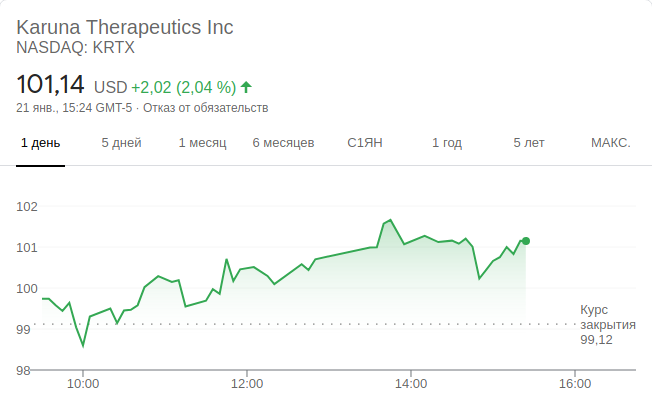 Karuna Therapeutics Inc
NASDAQ: KRTX
101,14 USD +2,02 (2,04 %)
21 янв., 15:24 GMT-5 · Отказ от обязательств
1 день 5 дней 1 месяц 6 месяцев С1ЯН 1 год 5 лет МАКС.
102
101
100
99
98
Курс
закрытия
99,12
10:00 12:00 14:00 16:00